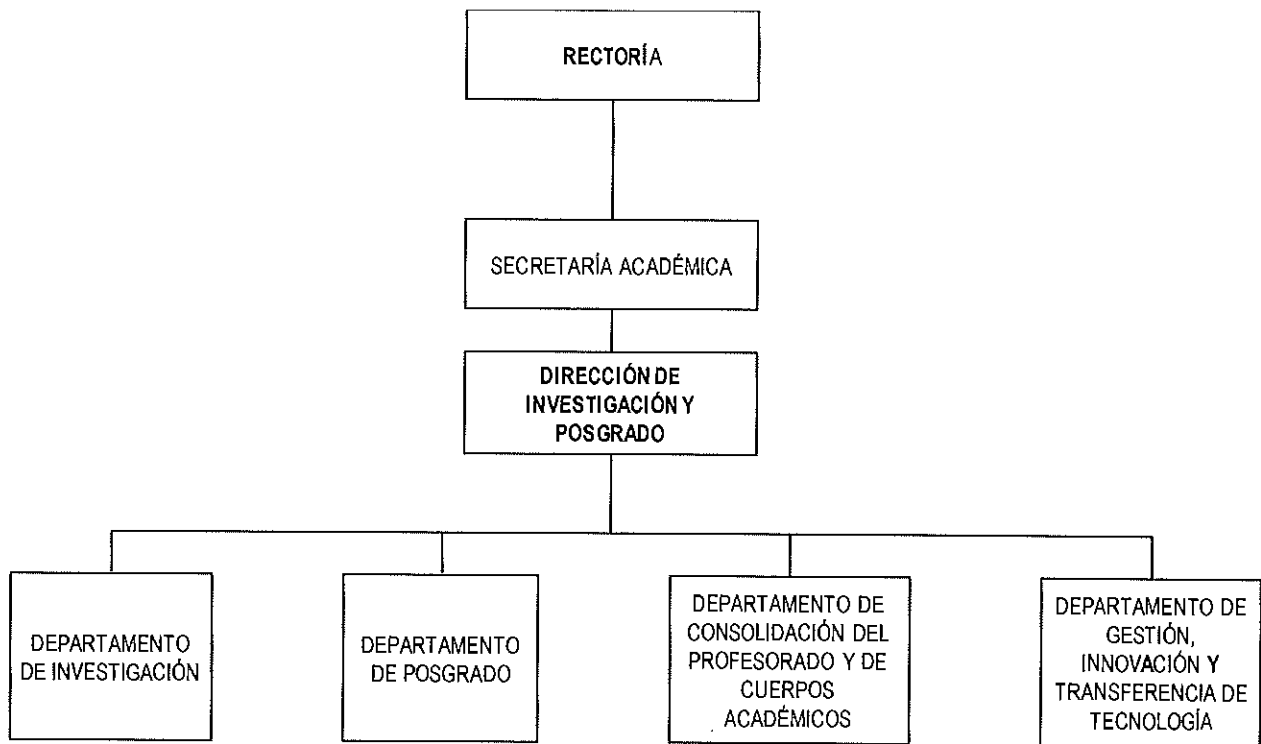 RECTORÍA
SECRETARÍA ACADÉMICA
DIRECCIÓN DE
INVESTIGACIÓN Y
POSGRADO
DEPARTAMENTO
DE INVESTIGACIÓN
DEPARTAMENTO
DE POSGRADO
DEPARTAMENTO DE
CONSOLIDACIÓN DEL
PROFESORADO Y DE
CUERPOS
ACADÉMICOS
DEPARTAMENTO DE
GESTIÓN,
INNOVACIÓN Y
TRANSFERENCIA DE
TECNOLOGÍA